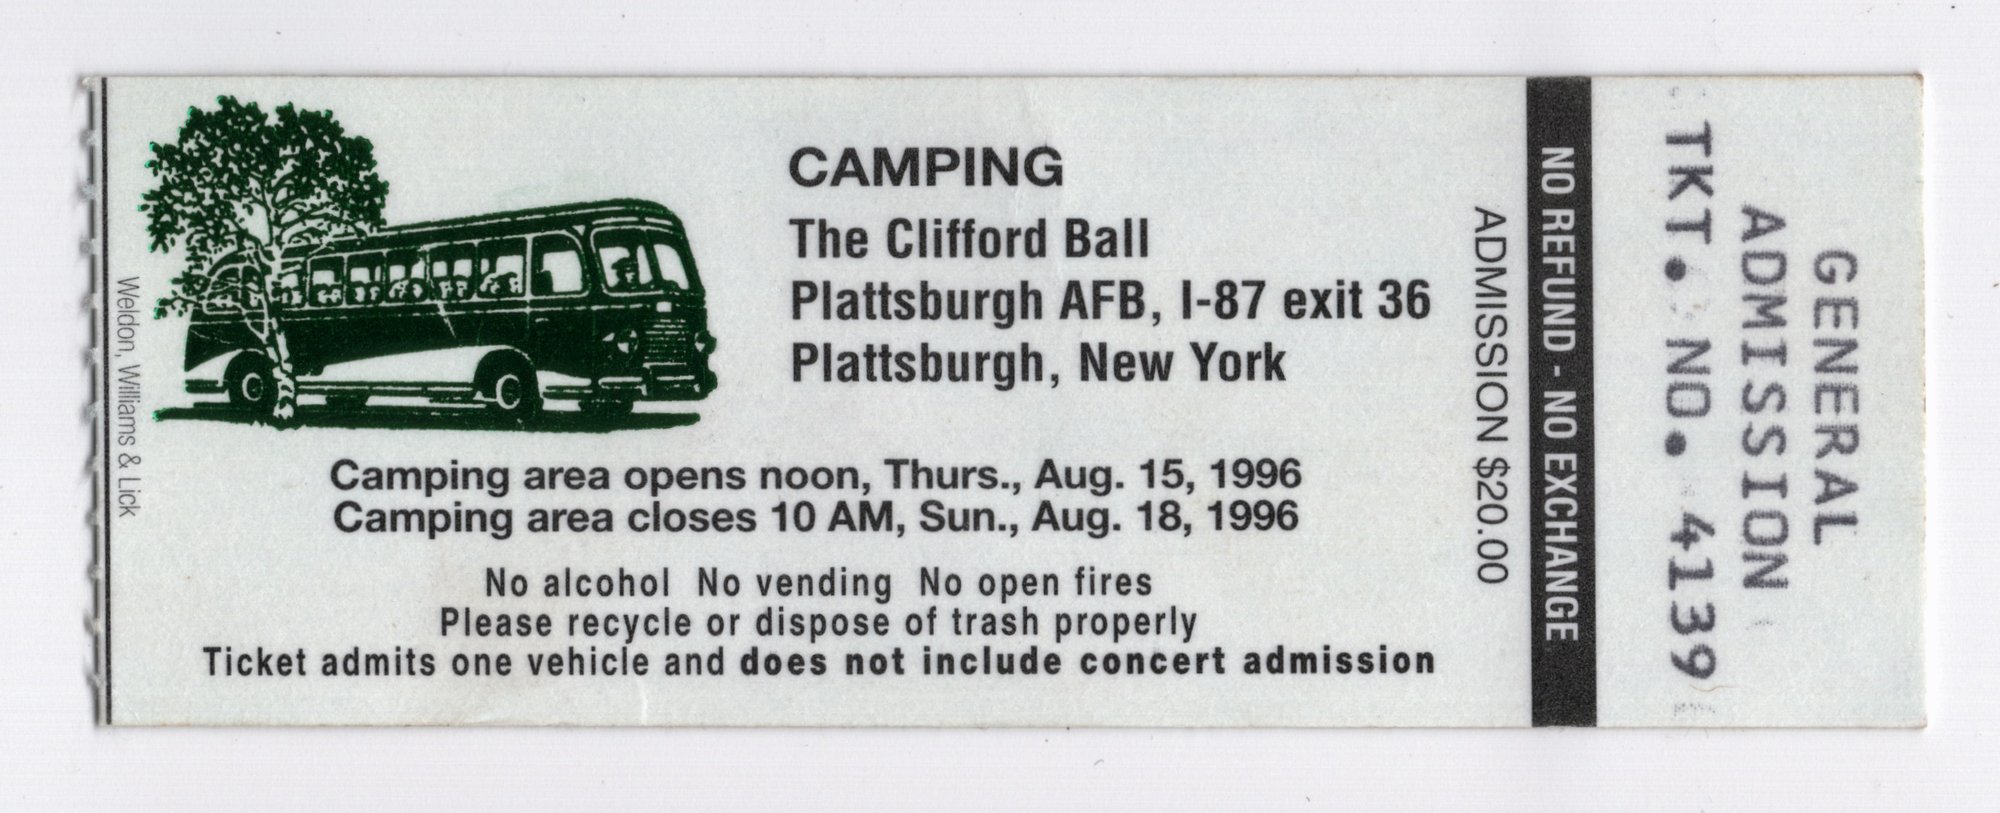 CAMPING
The Clifford Ball
Plattsburgh AFB, I-87 exit 36
Plattsburgh, New York
Camping area opens noon, Thurs., Aug. 15, 1996
Camping area closes 10 AM, Sun., Aug. 18, 1996
No alcohol No vending No open fires
Please recycle or dispose of trash properly
Ticket admits one vehicle and does not include concert admission
Weldon, Williams & Lick
ADMISSION $20.00
NO REFUND - NO EXCHANGE
GENERAL
ADMISSION
TKT. NO. 4139